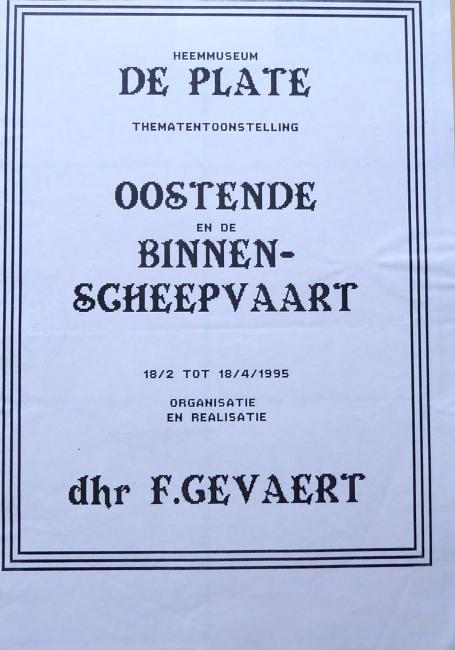 HEEMMUSEUM
DE PLATE
THEMATENTOONSTELLING
OOSTENDE
EN DE
BINNEN-
SCHEEPVAART
18/2 TOT 18/4/1995
ORGANISATIE
EN REALISATIE
dhr F.GEVAERT